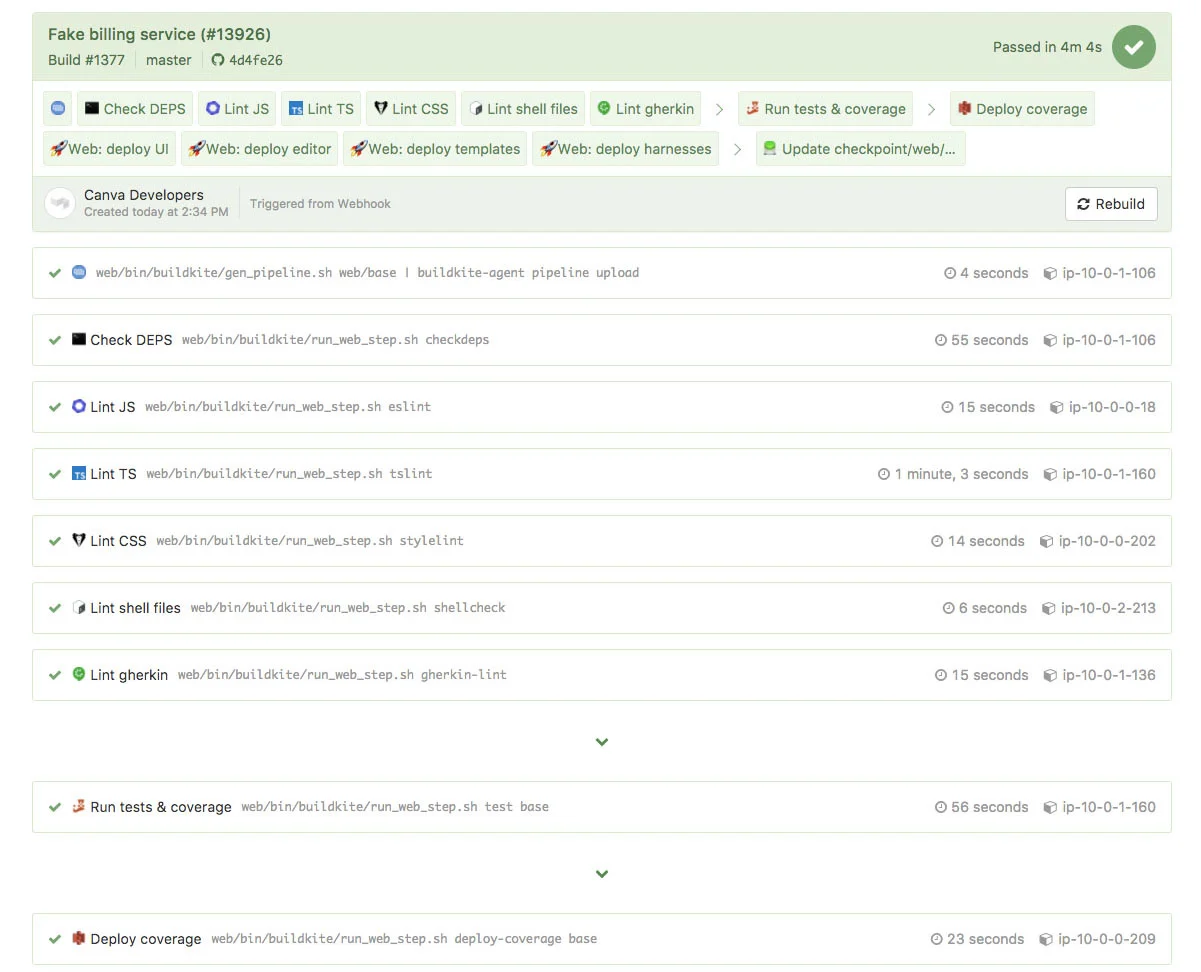 Fake billing service (#13926)
Build #1377 master 4d4fe26
Passed in 4m 4s
Check DEPS Lint JS Lint TS Lint CSS Lint shell files Lint gherkin Run tests & coverage Deploy coverage
Web: deploy UI Web: deploy editor Web: deploy templates Web: deploy harnesses Update checkpoint/web/...
Canva Developers
Created today at 2:34 PM
Triggered from Webhook
Rebuild
web/bin/buildkite/gen_pipeline.sh web/base | buildkite-agent pipeline upload 4 seconds ip-10-0-1-106
Check DEPS web/bin/buildkite/run_web_step.sh checkdeps 55 seconds ip-10-0-1-106
Lint JS web/bin/buildkite/run_web_step.sh eslint 15 seconds ip-10-0-0-18
TS Lint TS web/bin/buildkite/run_web_step.sh tslint 1 minute, 3 seconds ip-10-0-1-160
Lint CSS web/bin/buildkite/run_web_step.sh stylelint 14 seconds ip-10-0-0-202
Lint shell files web/bin/buildkite/run_web_step.sh shellcheck 6 seconds ip-10-0-2-213
Lint gherkin web/bin/buildkite/run_web_step.sh gherkin-lint 15 seconds ip-10-0-1-136
Run tests & coverage web/bin/buildkite/run_web_step.sh test base 56 seconds ip-10-0-1-160
Deploy coverage web/bin/buildkite/run_web_step.sh deploy-coverage base 23 seconds ip-10-0-0-209